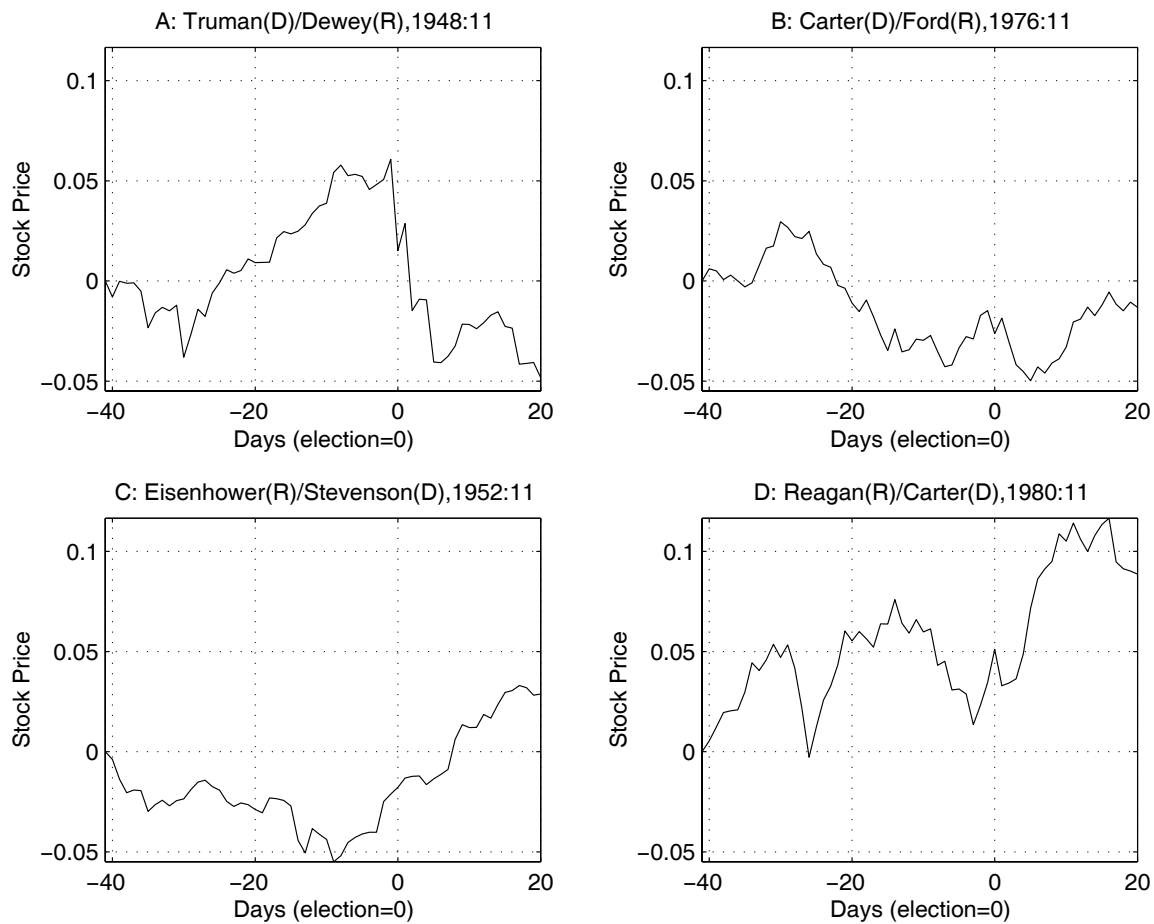 A: Truman(D)/Dewey(R),1948:11
0.1
0.05
0
−0.05
Stock Price
−40
−20
0
20
Days (election=0)
B: Carter(D)/Ford(R),1976:11
0.1
0.05
0
−0.05
Stock Price
−40
−20
0
20
Days (election=0)
C: Eisenhower(R)/Stevenson(D),1952:11
0.1
0.05
0
−0.05
Stock Price
−40
−20
0
20
Days (election=0)
D: Reagan(R)/Carter(D),1980:11
0.1
0.05
0
−0.05
Stock Price
−40
−20
0
20
Days (election=0)